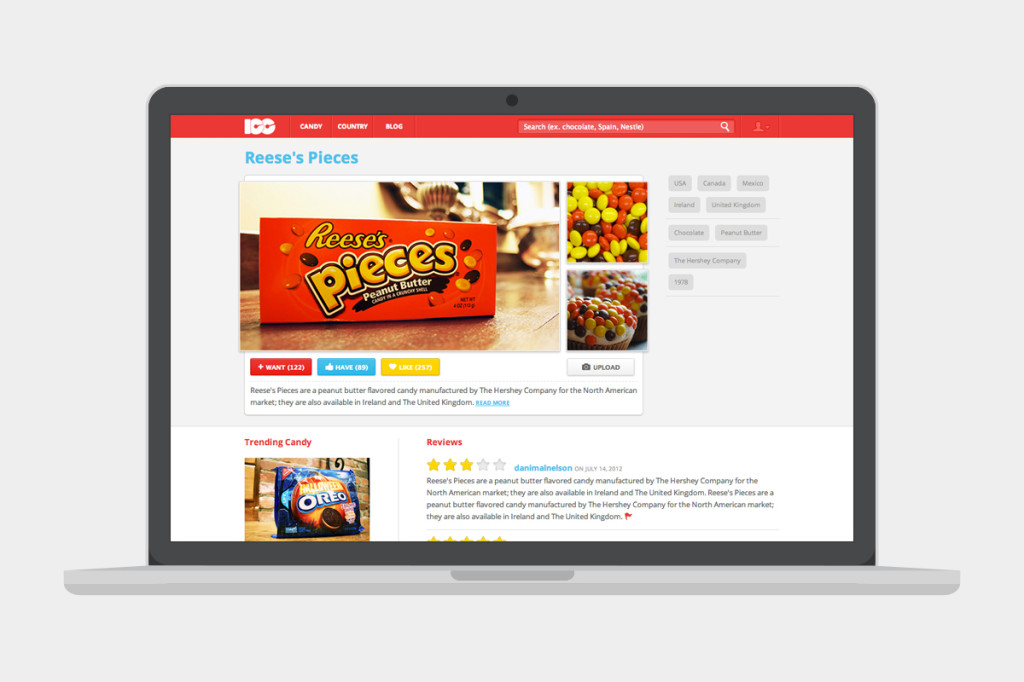 100 CANDY COUNTRY BLOG Search (ex, chocolate, Spain, Nestle)
Reese's Pieces
USA Canada Mexico
Ireland United Kingdom
Chocolate Peanut Butter
The Hershey Company
1978
REESE'S
PIECES
Peanut Butter
CANDY IN A CRUNCHY SHELL
NET WT
4 OZ (113 g)
WANT (122) HAVE (89) LIKE (257) UPLOAD
Reese's Pieces are a peanut butter flavored candy manufactured by The Hershey Company for the North American
market; they are also available in Ireland and The United Kingdom. READ MORE
Trending Candy
HALLOWEEN
OREO
Reviews
danimalnelson ON JULY 14, 2012
Reese's Pieces are a peanut butter flavored candy manufactured by The Hershey Company for the
North American market; they are also available in Ireland and The United Kingdom. Reese's Pieces are a
peanut butter flavored candy manufactured by The Hershey Company for the North American market;
they are also available in Ireland and The United Kingdom.